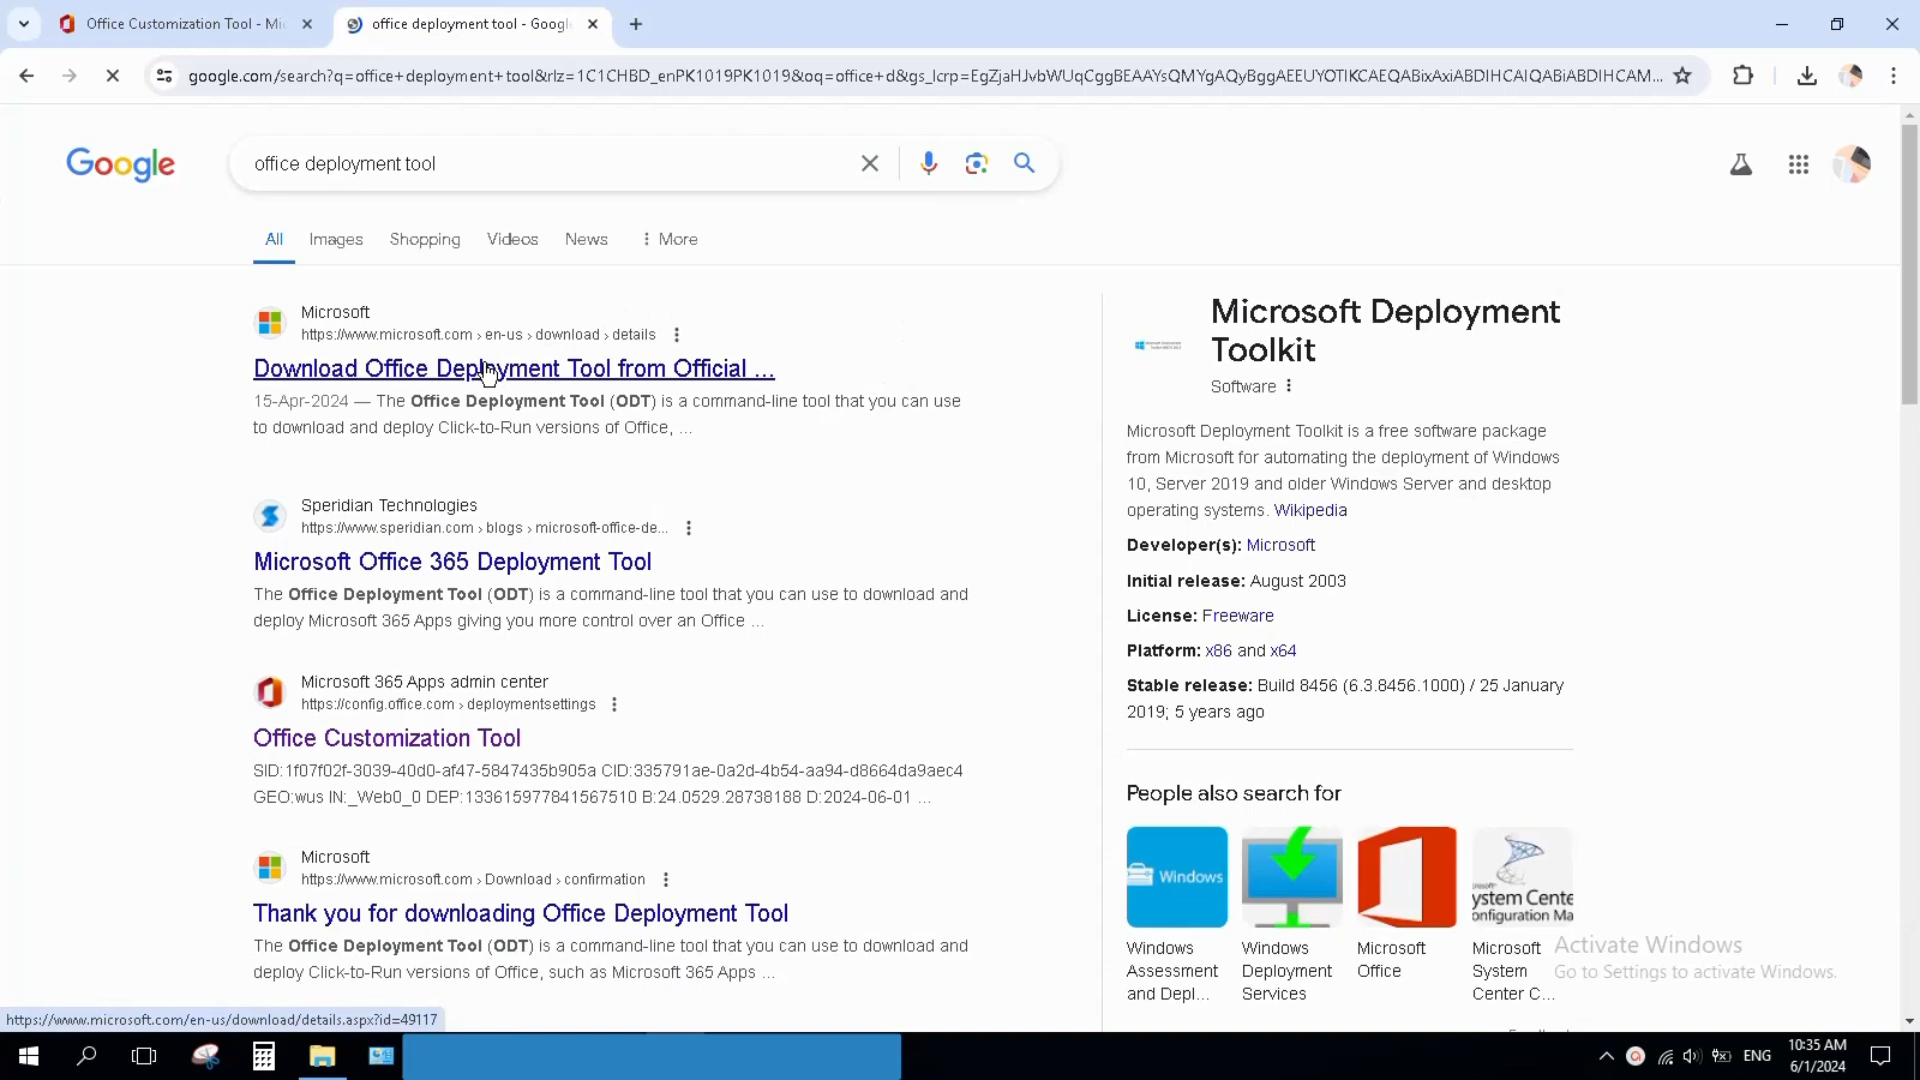 Office Customization Tool - Mi
office deployment tool - Googl
google.com/search?q=office+deployment+tool&rlz=1C1CHBD_enPK1019PK1019&oq=office+d&gs_lcrp=EgZjaHJvbWUqCggBEAAYsQMYgAQyBggAEEUYOTIKCAEQABixAxiABDIHCAIQABiABDIHCAM...
Google
office deployment tool
All Images Shopping Videos News More
Microsoft
https://www.microsoft.com › en-us › download › details
Download Office Deployment Tool from Official ...
15-Apr-2024 — The Office Deployment Tool (ODT) is a command-line tool that you can use
to download and deploy Click-to-Run versions of Office, ...
Speridian Technologies
https://www.speridian.com › blogs › microsoft-office-de...
Microsoft Office 365 Deployment Tool
The Office Deployment Tool (ODT) is a command-line tool that you can use to download and
deploy Microsoft 365 Apps giving you more control over an Office ...
Microsoft 365 Apps admin center
https://config.office.com › deploymentsettings
Office Customization Tool
SID:1f07f02f-3039-40d0-af47-5847435b905a CID:335791ae-0a2d-4b54-aa94-d8664da9aec4
GEO:wus IN:_Web0_0 DEP:133615977841567510 B:24.0529.28738188 D:2024-06-01 ...
Microsoft
https://www.microsoft.com › Download › confirmation
Thank you for downloading Office Deployment Tool
The Office Deployment Tool (ODT) is a command-line tool that you can use to download and
deploy Click-to-Run versions of Office, such as Microsoft 365 Apps ...
Microsoft Deployment
Toolkit
Software
Microsoft Deployment Toolkit is a free software package
from Microsoft for automating the deployment of Windows
10, Server 2019 and older Windows Server and desktop
operating systems. Wikipedia
Developer(s): Microsoft
Initial release: August 2003
License: Freeware
Platform: x86 and x64
Stable release: Build 8456 (6.3.8456.1000) / 25 January
2019; 5 years ago
People also search for
Windows
ystem Cente
onfiguration Ma
Windows
Assessment
and Depl...
Windows
Deployment
Services
Microsoft
Office
Microsoft
System
Center C...
Activate Windows
Go to Settings to activate Windows.
https://www.microsoft.com/en-us/download/details.aspx?id=49117
ENG
10:35 AM
6/1/2024